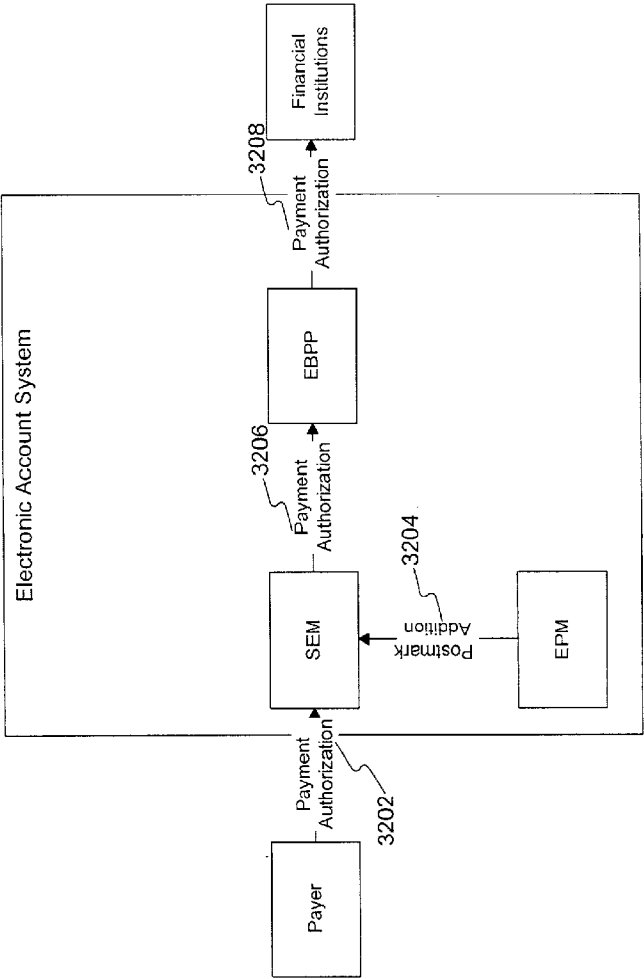 Electronic Account System
Payer
Payment
Authorization
3202
SEM
Postmark
Addition
3204
EPM
Payment
Authorization
3206
EBPP
Payment
Authorization
3208
Financial
Institutions